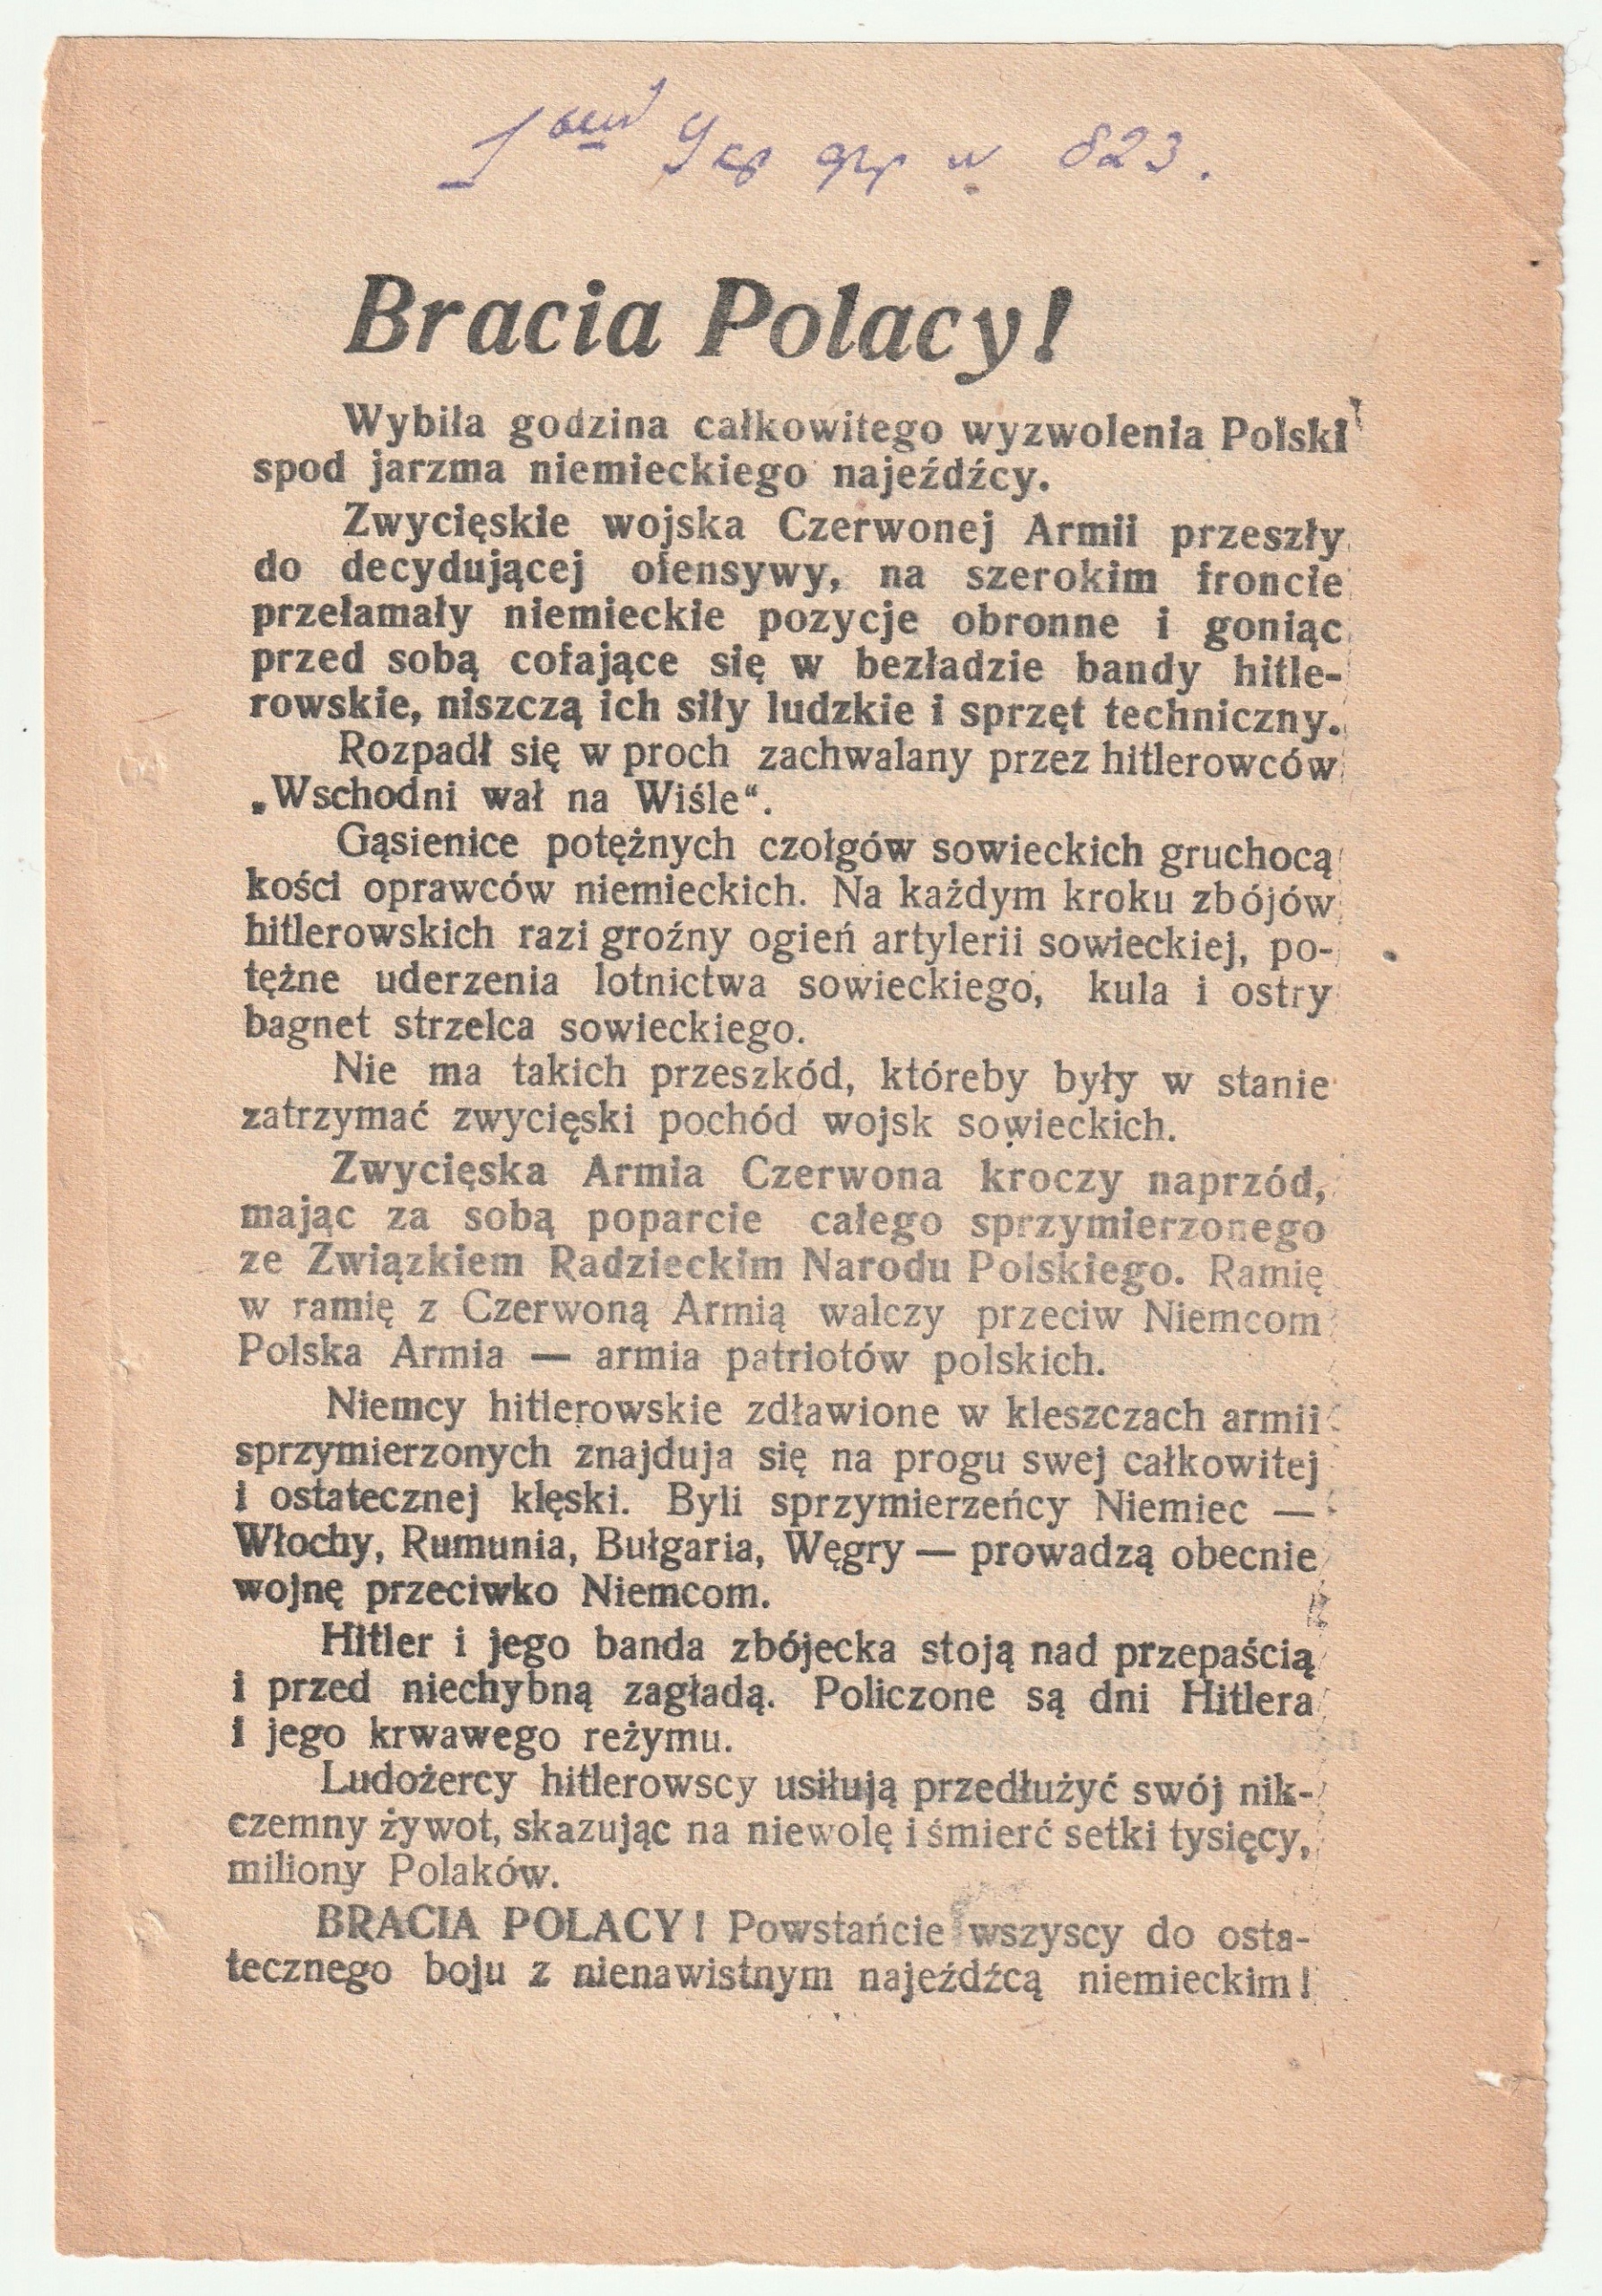 823.
Bracia Polacy!
Wybiła godzina całkowitego wyzwolenia Polski
spod jarzma niemieckiego najeźdźcy.
Zwycięskie wojska Czerwonej Armii przeszły
do decydującej ofensywy, na szerokim froncie
przełamały niemieckie pozycje obronne i goniąc
przed sobą cofające się w bezładzie bandy hitle-
rowskie, niszczą ich siły ludzkie i sprzęt techniczny.
Rozpadł się w proch zachwalany przez hitlerowców
„Wschodni wał na Wiśle“.
Gąsienice potężnych czołgów sowieckich gruchocą
kości oprawców niemieckich. Na każdym kroku zbójów
hitlerowskich razi groźny ogień artylerii sowieckiej, po-
tężne uderzenia lotnictwa sowieckiego, kula i ostry
bagnet strzelca sowieckiego.
Nie ma takich przeszkód, któreby były w stanie
zatrzymać zwycięski pochód wojsk sowieckich.
Zwycięska Armia Czerwona kroczy naprzód,
mając za sobą poparcie całego sprzymierzonego
ze Związkiem Radzieckim Narodu Polskiego. Ramię
w ramię z Czerwoną Armią walczy przeciw Niemcom
Polska Armia — armia patriotów polskich.
Niemcy hitlerowskie zdławione w kleszczach armii
sprzymierzonych znajduja się na progu swej całkowitej
i ostatecznej klęski. Byli sprzymierzeńcy Niemiec —
Włochy, Rumunia, Bułgaria, Węgry — prowadzą obecnie
wojnę przeciwko Niemcom.
Hitler i jego banda zbójecka stoją nad przepaścią
i przed niechybną zagładą. Policzone są dni Hitlera
i jego krwawego reżymu.
Ludożercy hitlerowscy usiłują przedłużyć swój nik-
czemny żywot, skazując na niewolę i śmierć setki tysięcy,
miliony Polaków.
BRACIA POLACY! Powstańcie wszyscy do osta-
tecznego boju z nienawistnym najeźdźcą niemieckim!